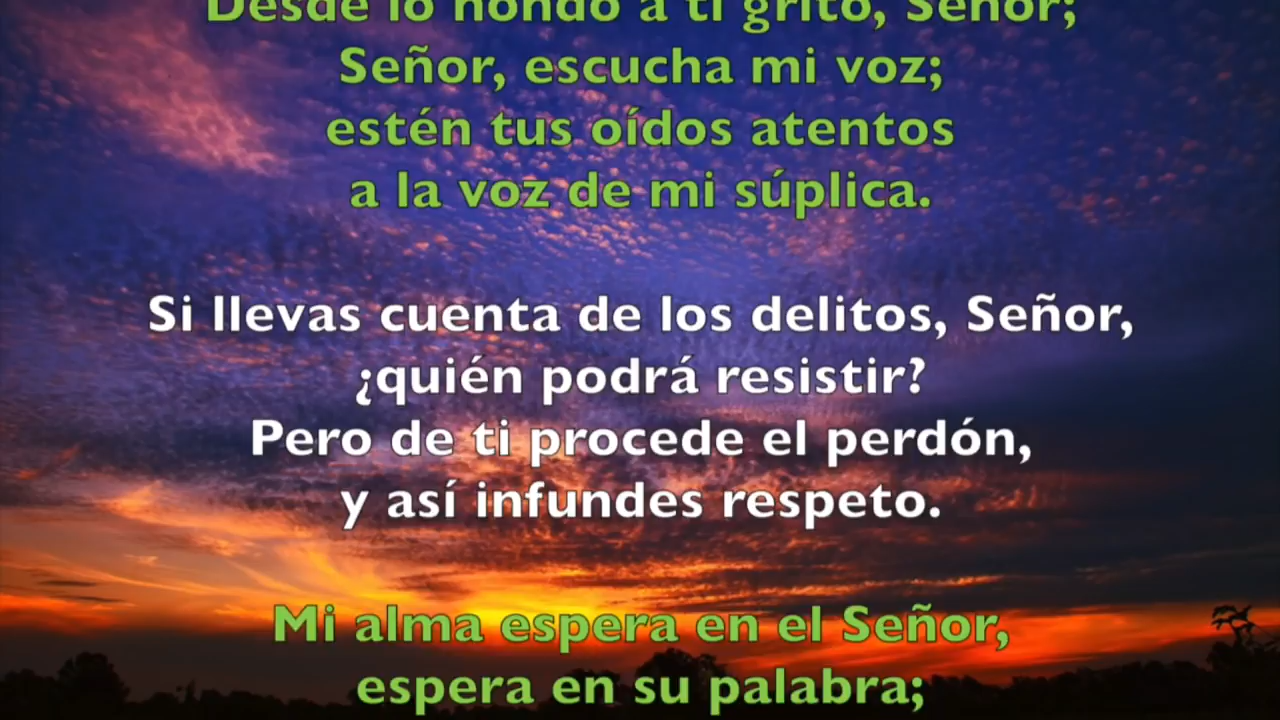 Desde lo hondo a ti grito, Señor;
Señor, escucha mi voz;
estén tus oídos atentos
a la voz de mi súplica.
Si llevas cuenta de los delitos, Señor,
¿quién podrá resistir?
Pero de ti procede el perdón,
y así infundes respeto.
Mi alma espera en el Señor,
espera en su palabra;